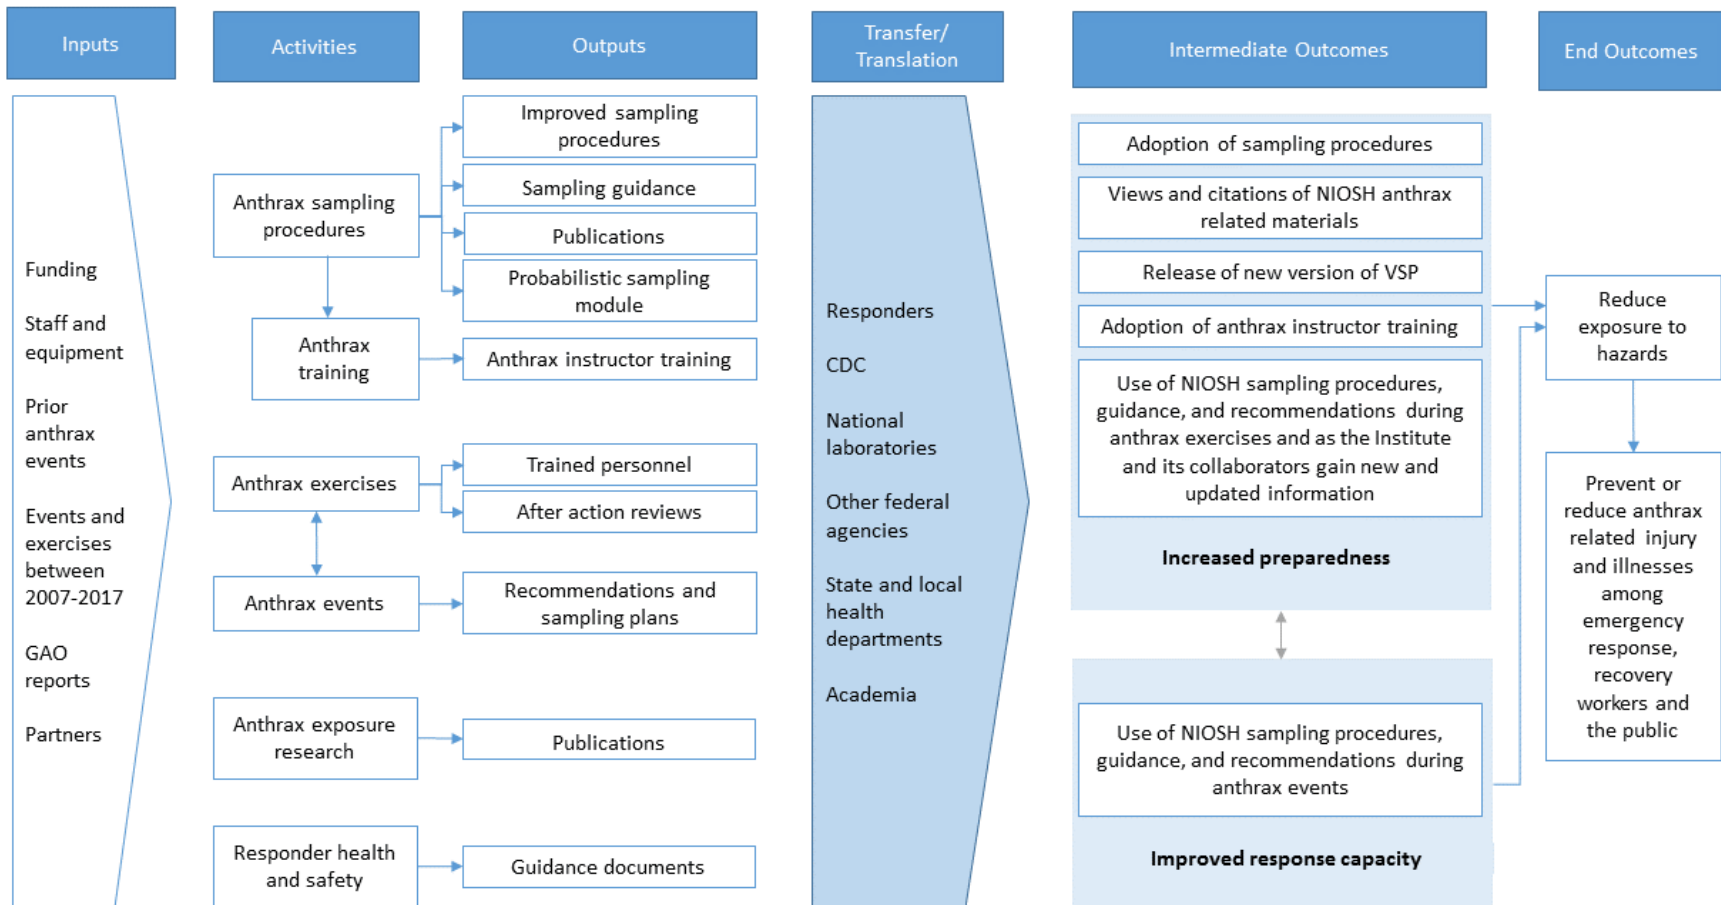 Inputs
Activities
Outputs
Transfer/
Translation
Intermediate Outcomes
End Outcomes
Funding
Staff and
equipment
Prior
anthrax
events
Events and
exercises
between
2007-2017
GAO
reports
Partners
Anthrax sampling
procedures
Anthrax
training
Anthrax exercises
Anthrax events
Anthrax exposure
research
Responder health
and safety
Improved sampling
procedures
Sampling guidance
Publications
Probabilistic sampling
module
Anthrax instructor training
Trained personnel
After action reviews
Recommendations and
sampling plans
Publications
Guidance documents
Responders
CDC
National
laboratories
Other federal
agencies
State and local
health
departments
Academia
Adoption of sampling procedures
Views and citations of NIOSH anthrax
related materials
Release of new version of VSP
Adoption of anthrax instructor training
Use of NIOSH sampling procedures,
guidance, and recommendations during
anthrax exercises and as the Institute
and its collaborators gain new and
updated information
Increased preparedness
Use of NIOSH sampling procedures,
guidance, and recommendations during
anthrax events
Improved response capacity
Reduce
exposure to
hazards
Prevent or
reduce anthrax
related injury
and illnesses
among
emergency
response,
recovery
workers and
the public